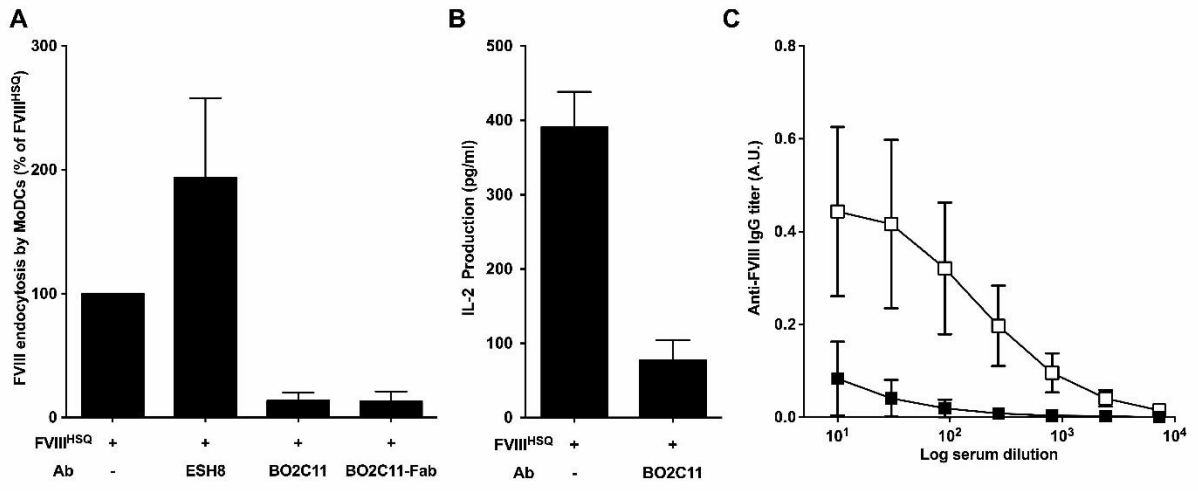 A
FVIII endocytosis by MoDCs (% of FVIII^HSQ)
300
200
100
0
FVIII^HSQ + + + +
Ab - ESH8 BO2C11 BO2C11-Fab
B
IL-2 Production (pg/ml)
500
400
300
200
100
0
FVIII^HSQ + +
Ab - BO2C11
C
Anti-FVIII IgG titer (A.U.)
0.8
0.6
0.4
0.2
0.0
10^1 10^2 10^3 10^4
Log serum dilution